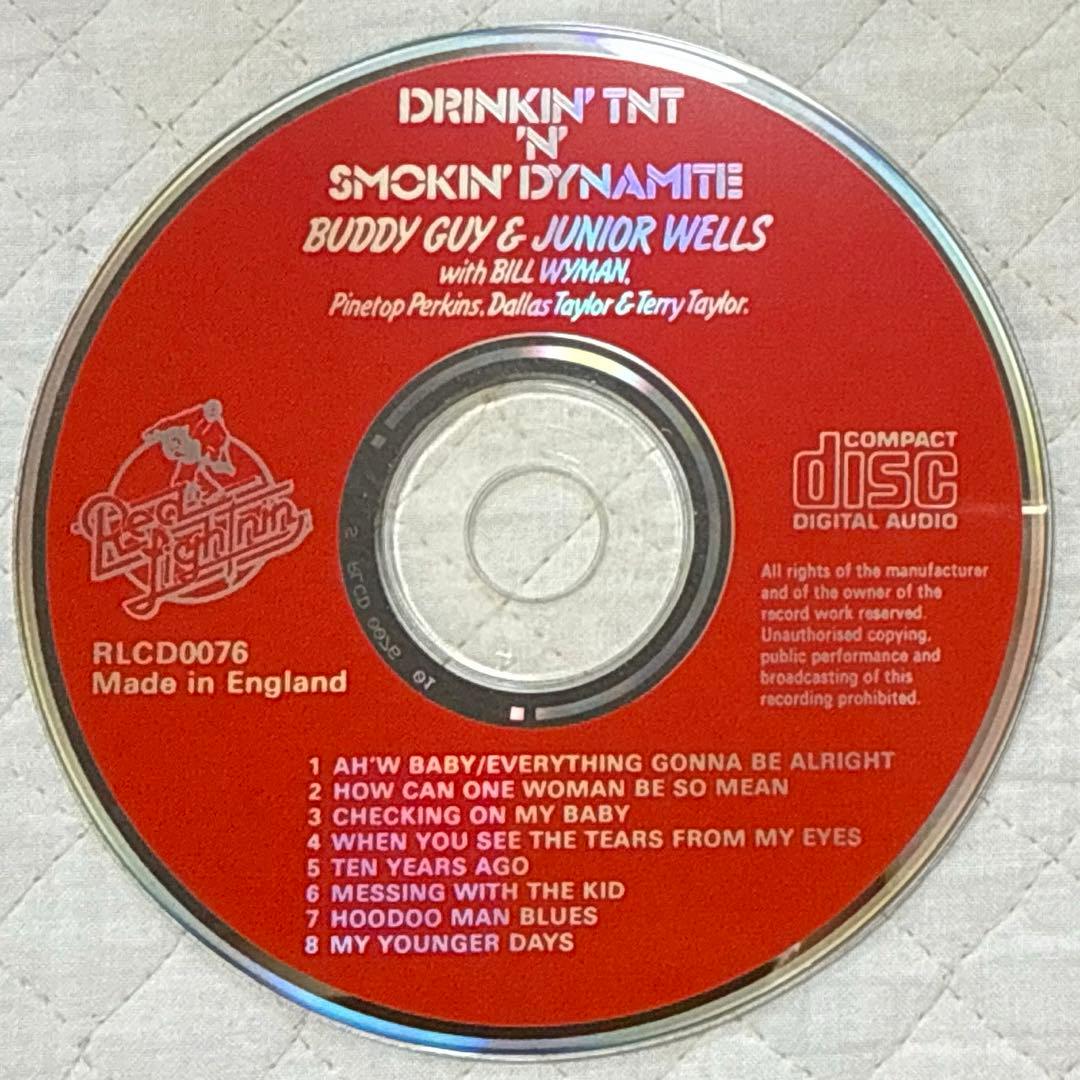 DRINKIN' TNT
'N'
SMOKIN' DYNAMITE
BUDDY GUY & JUNIOR WELLS
with BILL WYMAN,
Pinetop Perkins, Dallas Taylor & Terry Taylor.
Red Lightnin
RLCD0076
Made in England
COMPACT
disc
DIGITAL AUDIO
All rights of the manufacturer
and of the owner of the
record work reserved.
Unauthorised copying,
public performance and
broadcasting of this
recording prohibited.
1 AH'W BABY/EVERYTHING GONNA BE ALRIGHT
2 HOW CAN ONE WOMAN BE SO MEAN
3 CHECKING ON MY BABY
4 WHEN YOU SEE THE TEARS FROM MY EYES
5 TEN YEARS AGO
6 MESSING WITH THE KID
7 HOODOO MAN BLUES
8 MY YOUNGER DAYS